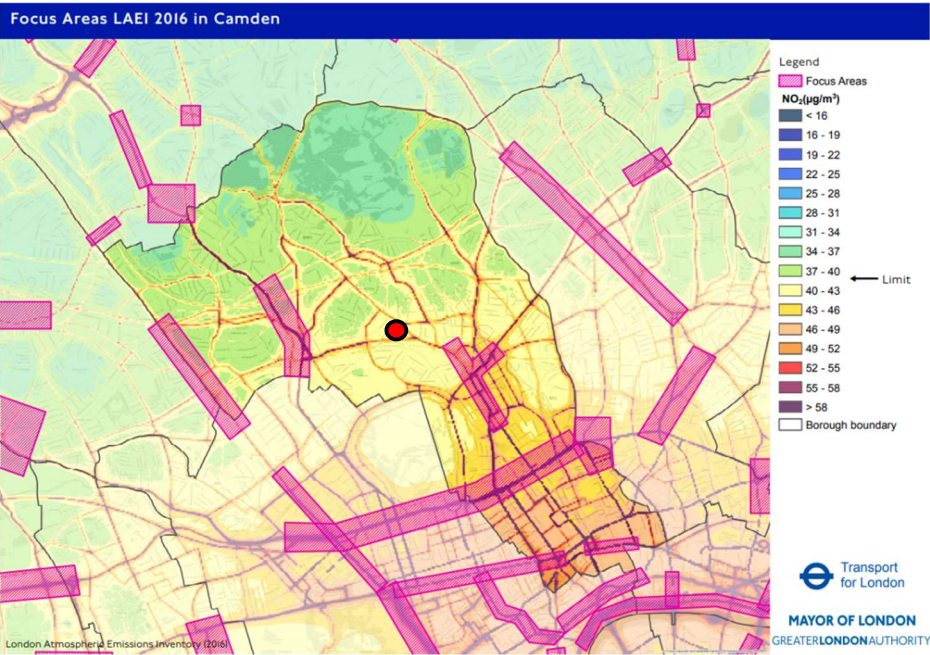 Focus Areas LAEI 2016 in Camden
Legend
Focus Areas
NO₂(µg/m³)
< 16
16 - 19
19 - 22
22 - 25
25 - 28
28 - 31
31 - 34
34 - 37
37 - 40
Limit
40 - 43
43 - 46
46 - 49
49 - 52
52 - 55
55 - 58
> 58
Borough boundary
Transport
for London
MAYOR OF LONDON
GREATERLONDONAUTHORITY
London Atmospheric Emissions Inventory (2016)